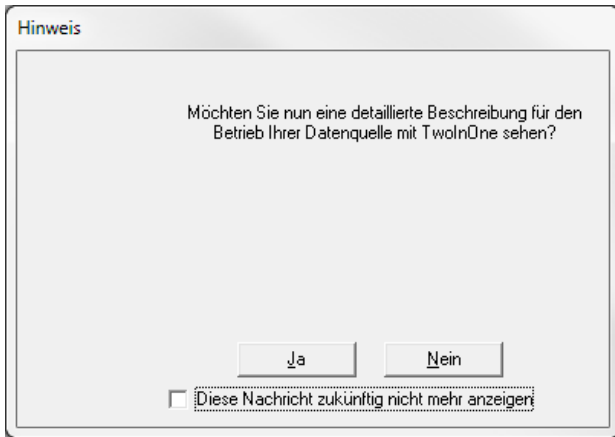 Hinweis
Möchten Sie nun eine detaillierte Beschreibung für den
Betrieb Ihrer Datenquelle mit TwoInOne sehen?
Ja
Nein
Diese Nachricht zukünftig nicht mehr anzeigen